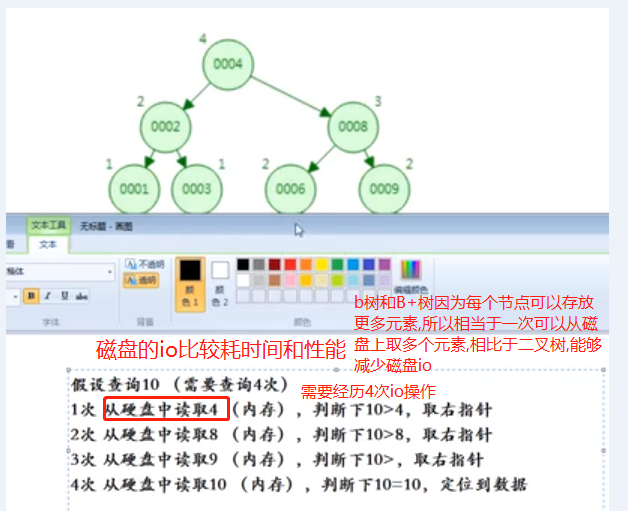 4
0004
2
3
0002
0008
1
1
2
2
0001
0003
0006
0009
文本工具
无标题 - 画图
看
文本
不透明
透明
B I U abc
颜色 1
颜色 2
编辑颜色
字体
背景
颜色
b树和B+树因为每个节点可以存放
更多元素,所以相当于一次可以从磁
盘上取多个元素,相比于二叉树,能够
减少磁盘io
磁盘的io比较耗时间和性能
假设查询10 (需要查询4次)
需要经历4次io操作
1次 从硬盘中读取4 (内存) , 判断下10>4, 取右指针
2次 从硬盘中读取8 (内存) , 判断下10>8, 取右指针
3次 从硬盘中读取9 (内存) , 判断下10>, 取右指针
4次 从硬盘中读取10 (内存) , 判断下10=10, 定位到数据